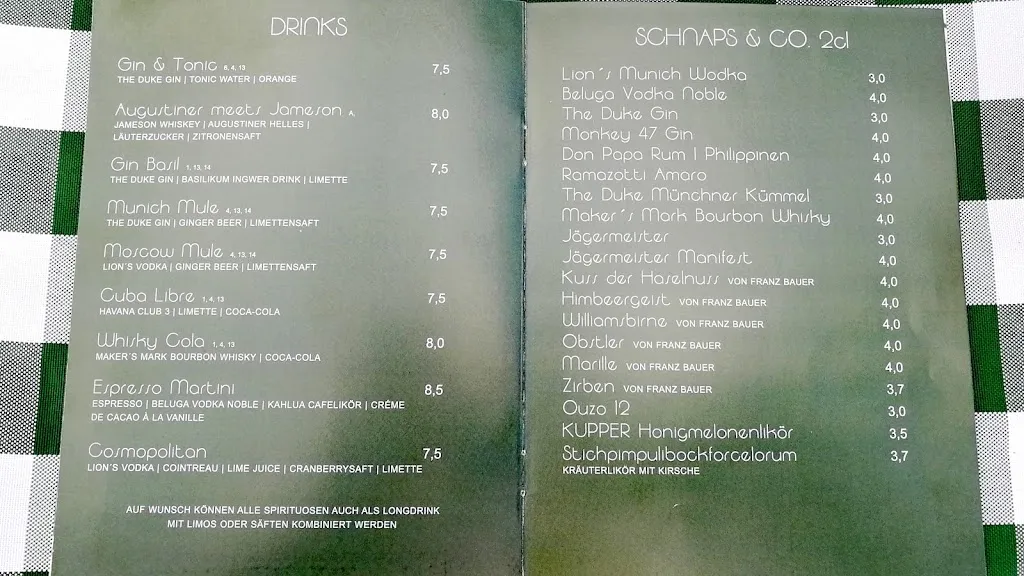 DRINKS
Gin & Tonic 6, 4, 13 7,5
THE DUKE GIN | TONIC WATER | ORANGE
Augustiner meets Jameson A, 8,0
JAMESON WHISKEY | AUGUSTINER HELLES |
LÄUTERZUCKER | ZITRONENSAFT
Gin Basil 1, 13, 14 7,5
THE DUKE GIN | BASILIKUM INGWER DRINK | LIMETTE
Munich Mule 4, 13, 14 7,5
THE DUKE GIN | GINGER BEER | LIMETTENSAFT
Moscow Mule 4, 13, 14 7,5
LION´S VODKA | GINGER BEER | LIMETTENSAFT
Cuba Libre 1, 4, 13 7,5
HAVANA CLUB 3 | LIMETTE | COCA-COLA
Whisky Cola 1, 4, 13 8,0
MAKER´S MARK BOURBON WHISKY | COCA-COLA
Espresso Martini 8,5
ESPRESSO | BELUGA VODKA NOBLE | KAHLUA CAFELIKÖR | CRÉME
DE CACAO Á LA VANILLE
Cosmopolitan 7,5
LION´S VODKA | COINTREAU | LIME JUICE | CRANBERRYSAFT | LIMETTE
AUF WUNSCH KÖNNEN ALLE SPIRITUOSEN AUCH ALS LONGDRINK
MIT LIMOS ODER SÄFTEN KOMBINIERT WERDEN
SCHNAPS & CO. 2cl
Lion´s Munich Wodka 3,0
Beluga Vodka Noble 4,0
The Duke Gin 3,0
Monkey 47 Gin 4,0
Don Papa Rum | Philippinen 4,0
Ramazotti Amaro 4,0
The Duke Münchner Kümmel 3,0
Maker´s Mark Bourbon Whisky 4,0
Jägermeister 3,0
Jägermeister Manifest 4,0
Kuss der Haselnuss VON FRANZ BAUER 4,0
Himbeergeist VON FRANZ BAUER 4,0
Williamsbirne VON FRANZ BAUER 4,0
Obstler VON FRANZ BAUER 4,0
Marille VON FRANZ BAUER 4,0
Zirben VON FRANZ BAUER 3,7
Ouzo 12 3,0
KUPPER Honigmelonenlikör 3,5
Stichpimpulibockforcelorum 3,7
KRÄUTERLIKÖR MIT KIRSCHE